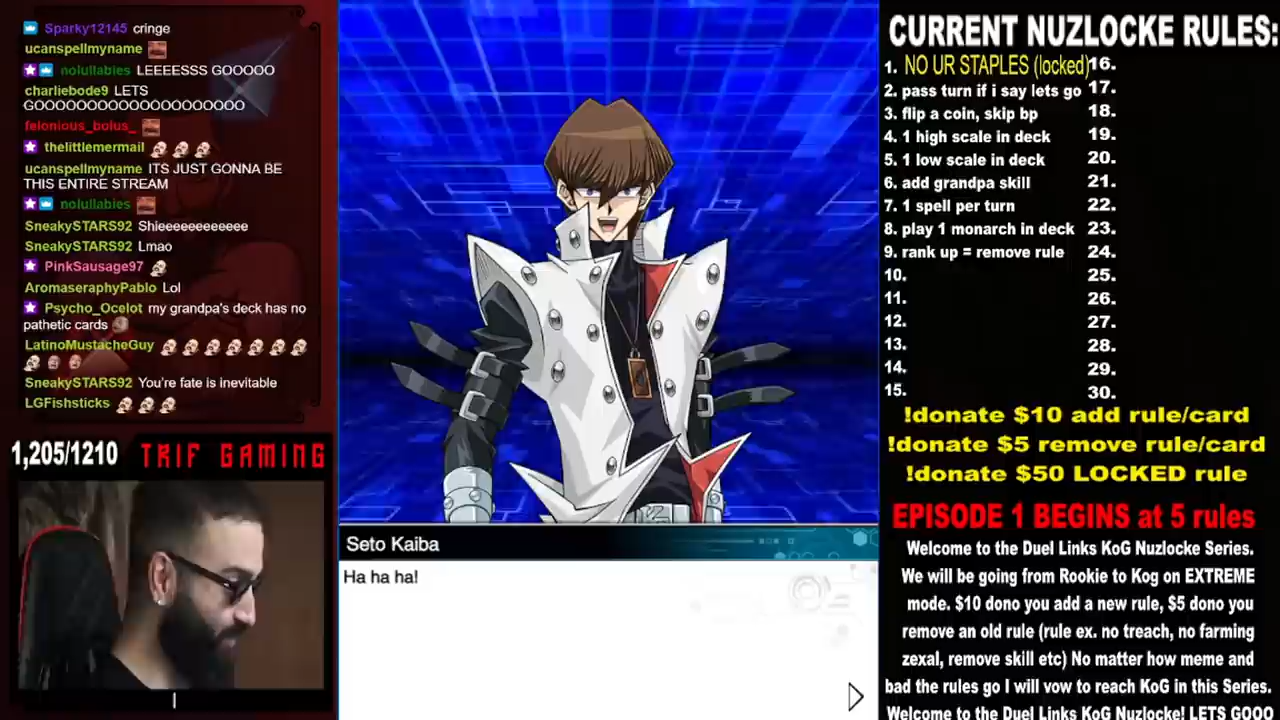 Sparky12145 cringe
ucanspellmyname
nolullabies LEEEESSS GOOOOO
charliebode9 LETS
GOOOOOOOOOOOOOOOOOOOO
felonious_bolus_
thelittlemermail
ucanspellmyname ITS JUST GONNA BE
THIS ENTIRE STREAM
nolullabies
SneakySTARS92 Shieeeeeeeeeeee
SneakySTARS92 Lmao
PinkSausage97
AromaseraphyPablo Lol
Psycho_Ocelot my grandpa's deck has no
pathetic cards
LatinoMustacheGuy
SneakySTARS92 You're fate is inevitable
LGFishsticks
1,205/1210 TRIF GAMING
Seto Kaiba
Ha ha ha!
CURRENT NUZLOCKE RULES:
1. NO UR STAPLES (locked) 16.
2. pass turn if i say lets go 17.
3. flip a coin, skip bp 18.
4. 1 high scale in deck 19.
5. 1 low scale in deck 20.
6. add grandpa skill 21.
7. 1 spell per turn 22.
8. play 1 monarch in deck 23.
9. rank up = remove rule 24.
10. 25.
11. 26.
12. 27.
13. 28.
14. 29.
15. 30.
!donate $10 add rule/card
!donate $5 remove rule/card
!donate $50 LOCKED rule
EPISODE 1 BEGINS at 5 rules
Welcome to the Duel Links KoG Nuzlocke Series.
We will be going from Rookie to Kog on EXTREME
mode. $10 dono you add a new rule, $5 dono you
remove an old rule (rule ex. no treach, no farming
zexal, remove skill etc) No matter how meme and
bad the rules go I will vow to reach KoG in this Series.
Welcome to the Duel Links Nuzlocke! LETS GOOO